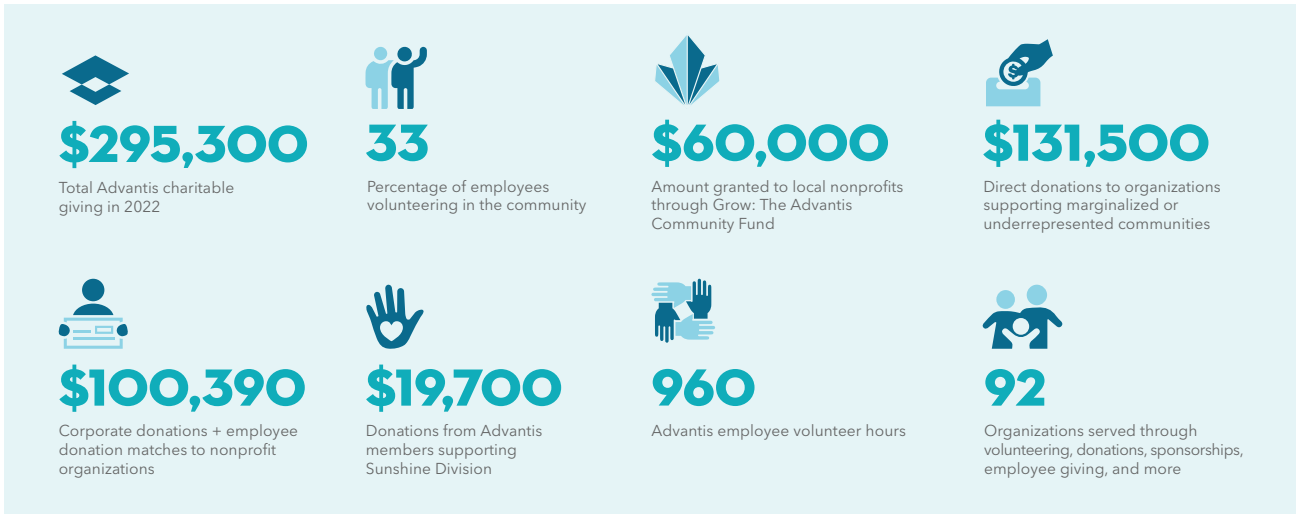 $295,300
Total Advantis charitable
giving in 2022
33
Percentage of employees
volunteering in the community
$60,000
Amount granted to local nonprofits
through Grow: The Advantis
Community Fund
$131,500
Direct donations to organizations
supporting marginalized or
underrepresented communities
$100,390
Corporate donations + employee
donation matches to nonprofit
organizations
$19,700
Donations from Advantis
members supporting
Sunshine Division
960
Advantis employee volunteer hours
92
Organizations served through
volunteering, donations, sponsorships,
employee giving, and more